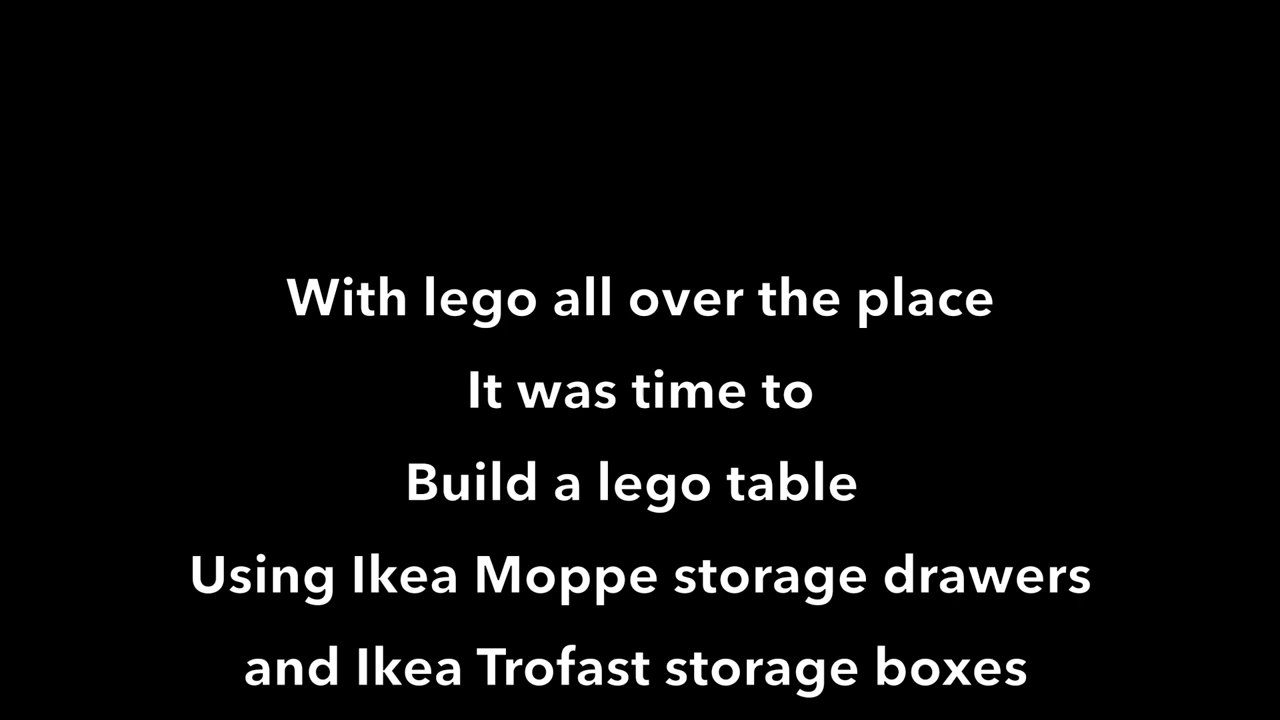 With lego all over the place
It was time to
Build a lego table
Using Ikea Moppe storage drawers
and Ikea Trofast storage boxes